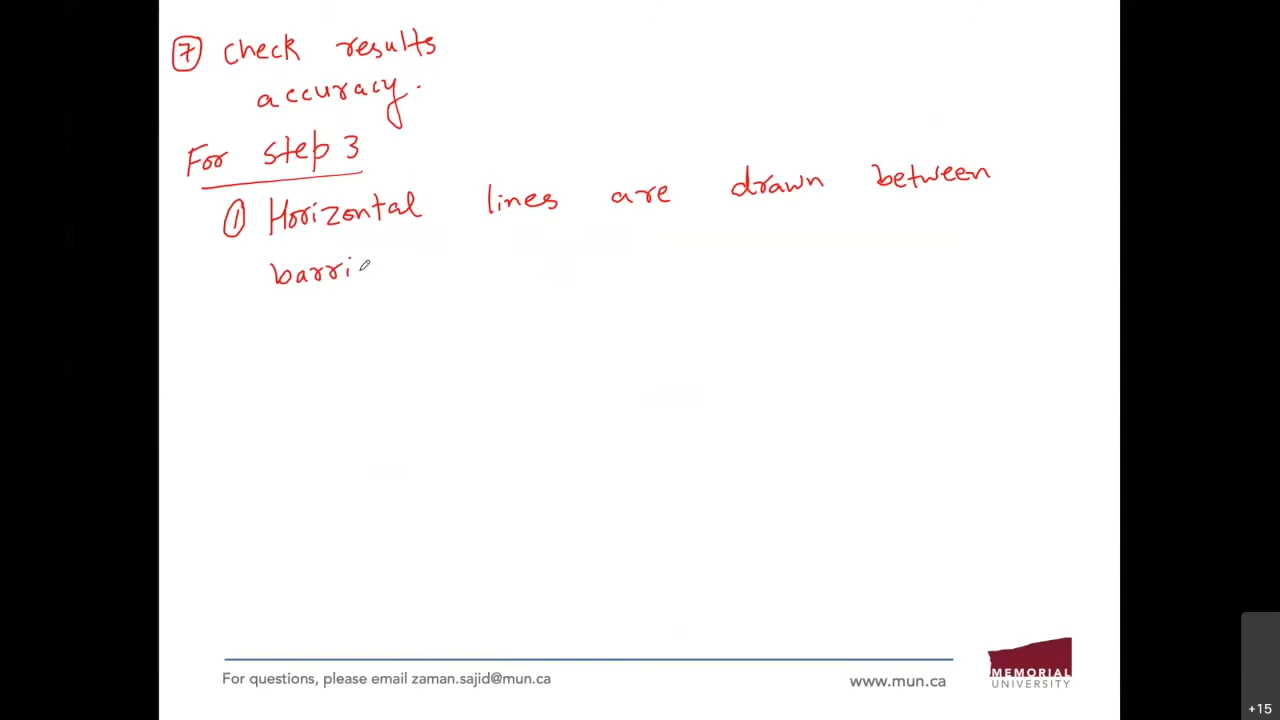 7 Check results
accuracy.
For step 3
1 Horizontal lines are drawn between
barri
For questions, please email zaman.sajid@mun.ca
www.mun.ca
MEMORIAL
UNIVERSITY
+15